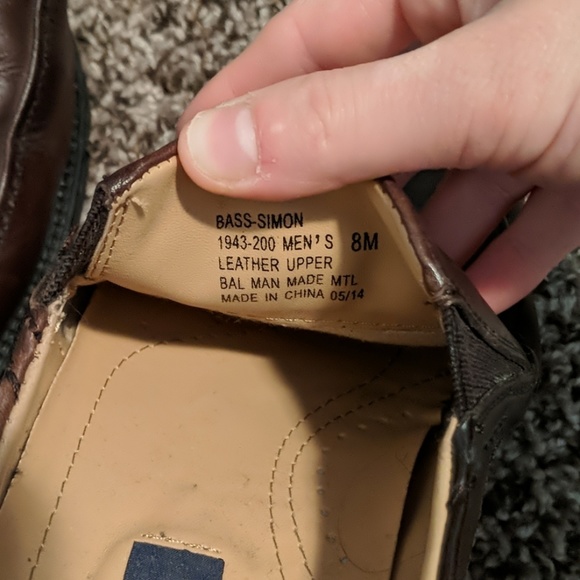 BASS-SIMON
1943-200 MEN'S 8M
LEATHER UPPER
BAL MAN MADE MTL
MADE IN CHINA 05/14